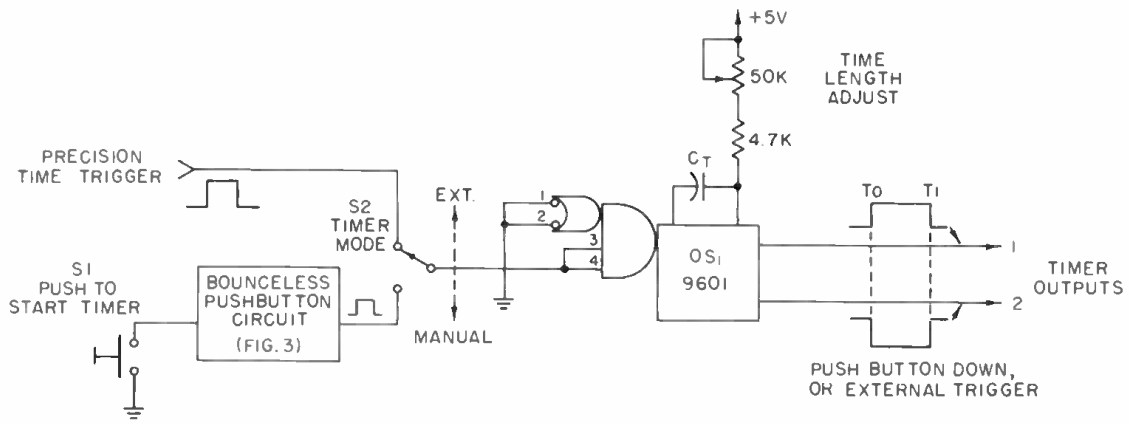 +5V
50K
TIME
LENGTH
ADJUST
4.7K
CT
PRECISION
TIME TRIGGER
EXT.
S2
TIMER
MODE
MANUAL
1
2
3
4
OS1
9601
TO
T1
1
2
TIMER
OUTPUTS
S1
PUSH TO
START TIMER
BOUNCELESS
PUSHBUTTON
CIRCUIT
(FIG. 3)
PUSH BUTTON DOWN,
OR EXTERNAL TRIGGER